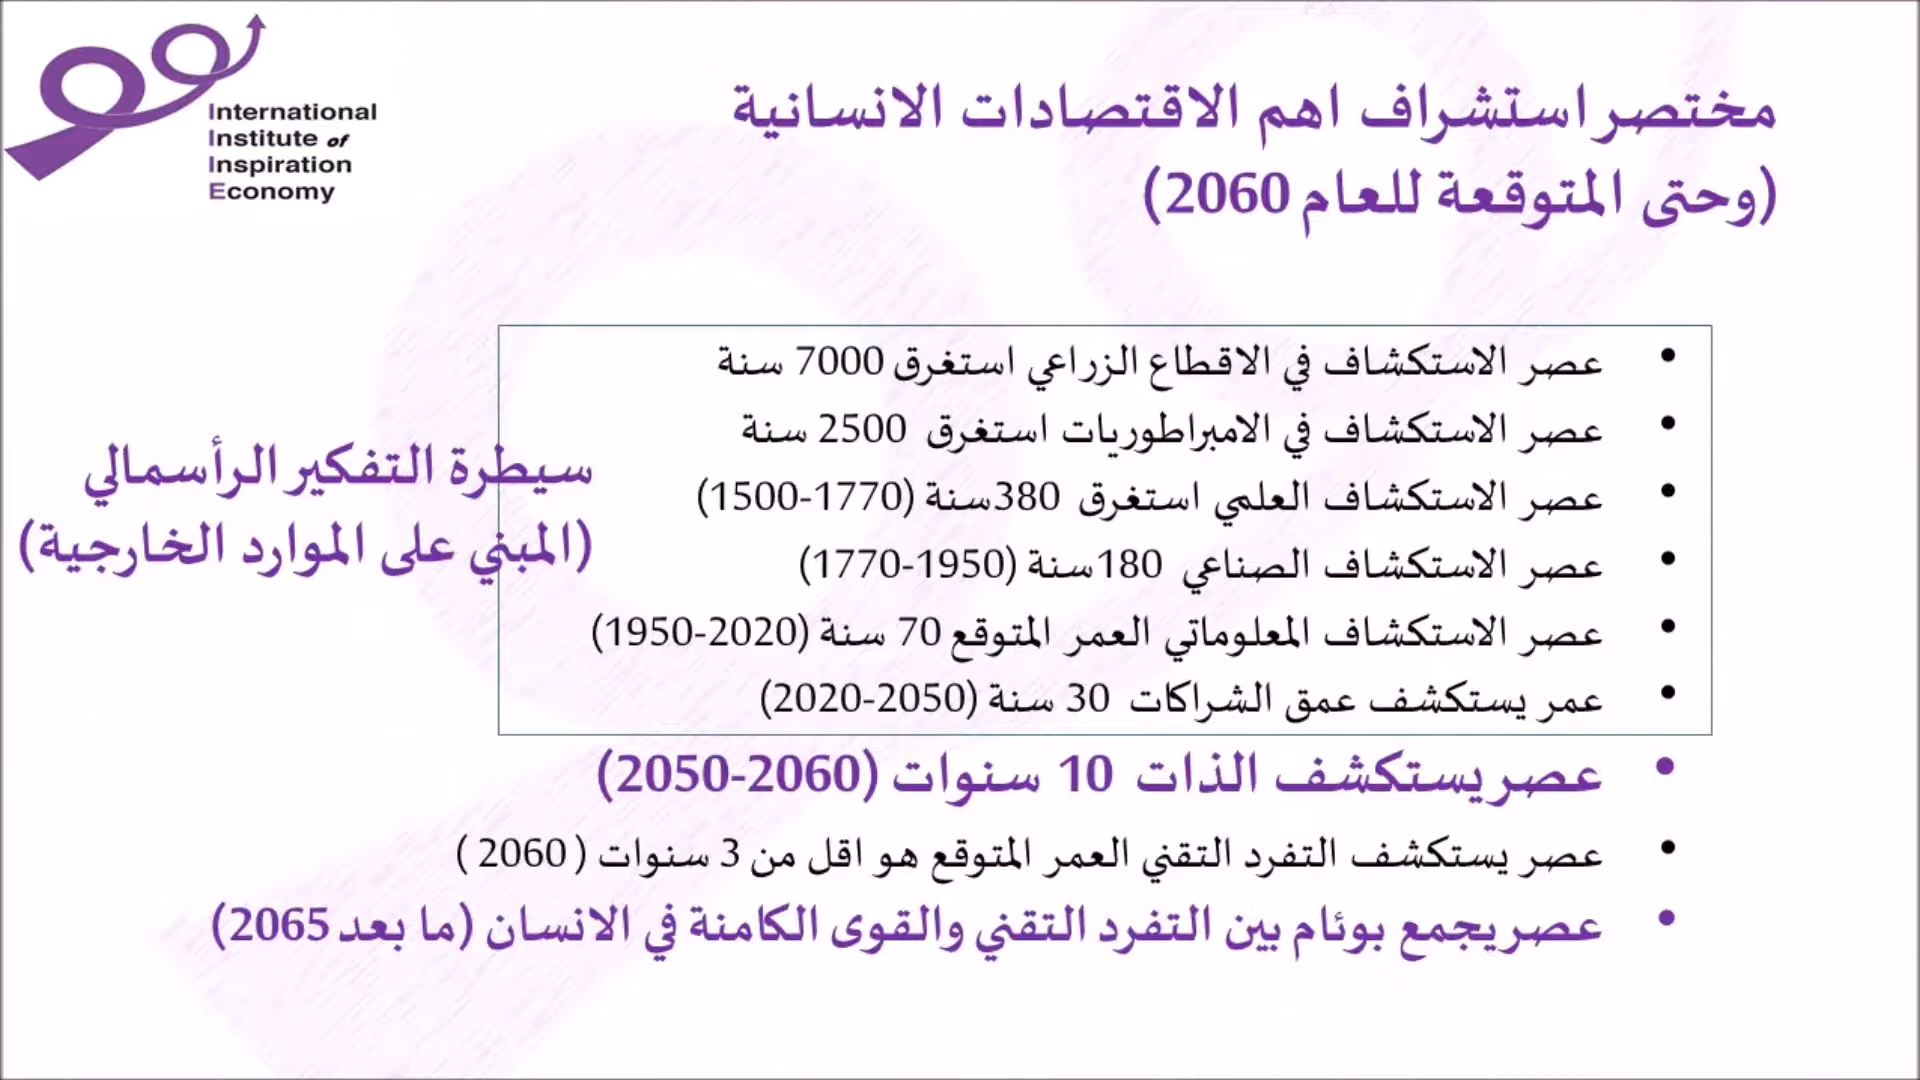 International
Institute of
Inspiration
Economy
مختصر استشراف اهم الاقتصادات الانسانية
(وحتى المتوقعة للعام 2060)
• عصر الاستكشاف في الاقطاع الزراعي استغرق 7000 سنة
• عصر الاستكشاف في الامبراطوريات استغرق 2500 سنة
• عصر الاستكشاف العلمي استغرق 380سنة (1770-1500)
• عصر الاستكشاف الصناعي 180سنة (1950-1770)
• عصر الاستكشاف المعلوماتي العمر المتوقع 70 سنة (2020-1950)
• عمر يستكشف عمق الشراكات 30 سنة (2050-2020)
سيطرة التفكير الرأسمالي
(المبني على الموارد الخارجية)
• عصر يستكشف الذات 10 سنوات (2060-2050)
• عصر يستكشف التفرد التقني العمر المتوقع هو اقل من 3 سنوات ( 2060 )
• عصر يجمع بوئام بين التفرد التقني والقوى الكامنة في الانسان (ما بعد 2065)